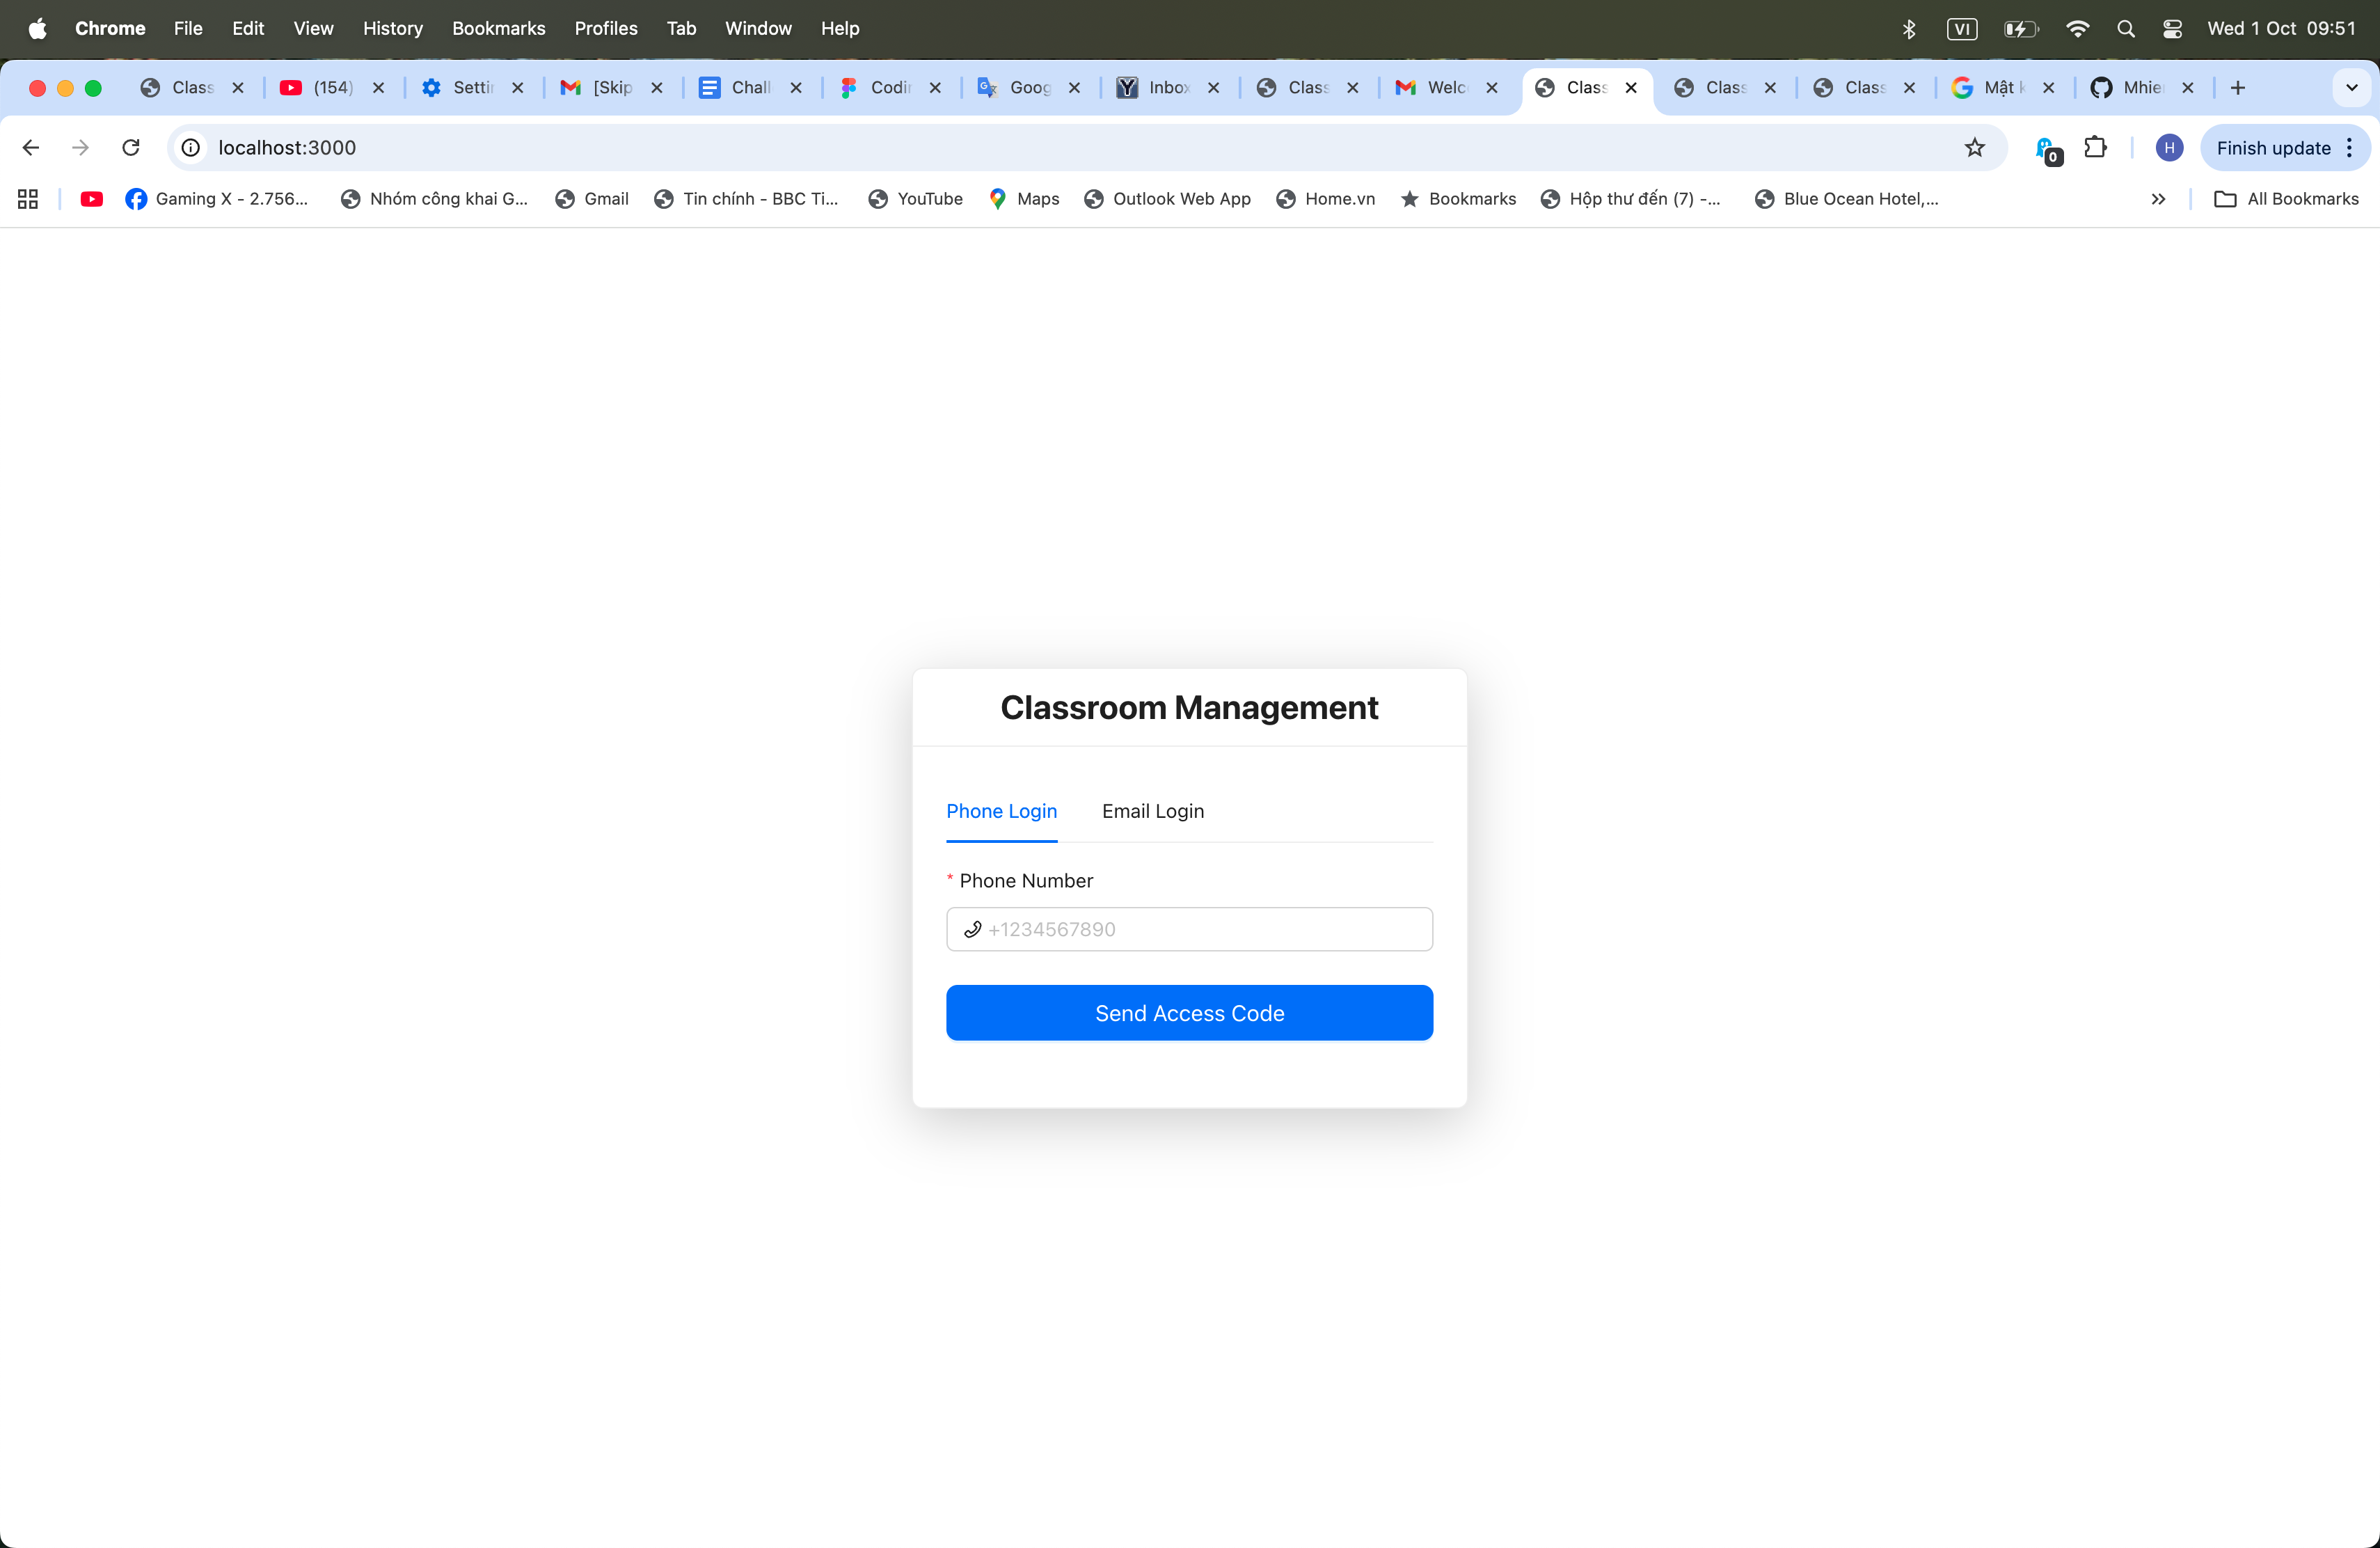 Chrome File Edit View History Bookmarks Profiles Tab Window Help VI Wed 1 Oct 09:51
Class (154) Settin [Skip Chall Codin Goog Inbox Class Welc Class Class Class Mật k Mhie
localhost:3000 0 H Finish update
Gaming X - 2.756... Nhóm công khai G... Gmail Tin chính - BBC Ti... YouTube Maps Outlook Web App Home.vn Bookmarks Hộp thư đến (7) -... Blue Ocean Hotel,... All Bookmarks
Classroom Management
Phone Login Email Login
* Phone Number
+1234567890
Send Access Code